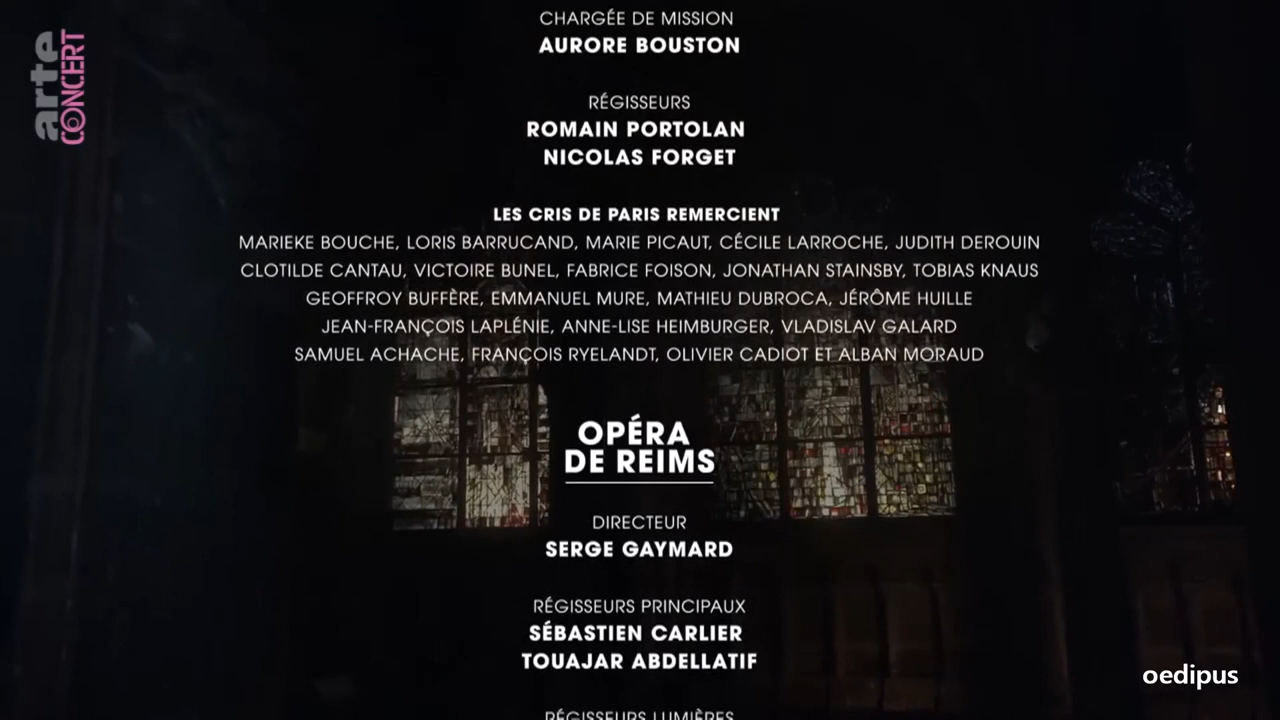 arte
CONCERT
CHARGÉE DE MISSION
AURORE BOUSTON
RÉGISSEURS
ROMAIN PORTOLAN
NICOLAS FORGET
LES CRIS DE PARIS REMERCIENT
MARIEKE BOUCHE, LORIS BARRUCAND, MARIE PICAUT, CÉCILE LARROCHE, JUDITH DEROUIN
CLOTILDE CANTAU, VICTOIRE BUNEL, FABRICE FOISON, JONATHAN STAINSBY, TOBIAS KNAUS
GEOFFROY BUFFÈRE, EMMANUEL MURE, MATHIEU DUBROCA, JÉRÔME HUILLE
JEAN-FRANÇOIS LAPLÉNIE, ANNE-LISE HEIMBURGER, VLADISLAV GALARD
SAMUEL ACHACHE, FRANÇOIS RYELANDT, OLIVIER CADIOT ET ALBAN MORAUD
OPÉRA
DE REIMS
DIRECTEUR
SERGE GAYMARD
RÉGISSEURS PRINCIPAUX
SÉBASTIEN CARLIER
TOUAJAR ABDELLATIF
RÉGISSEURS LUMIÈRES
oedipus